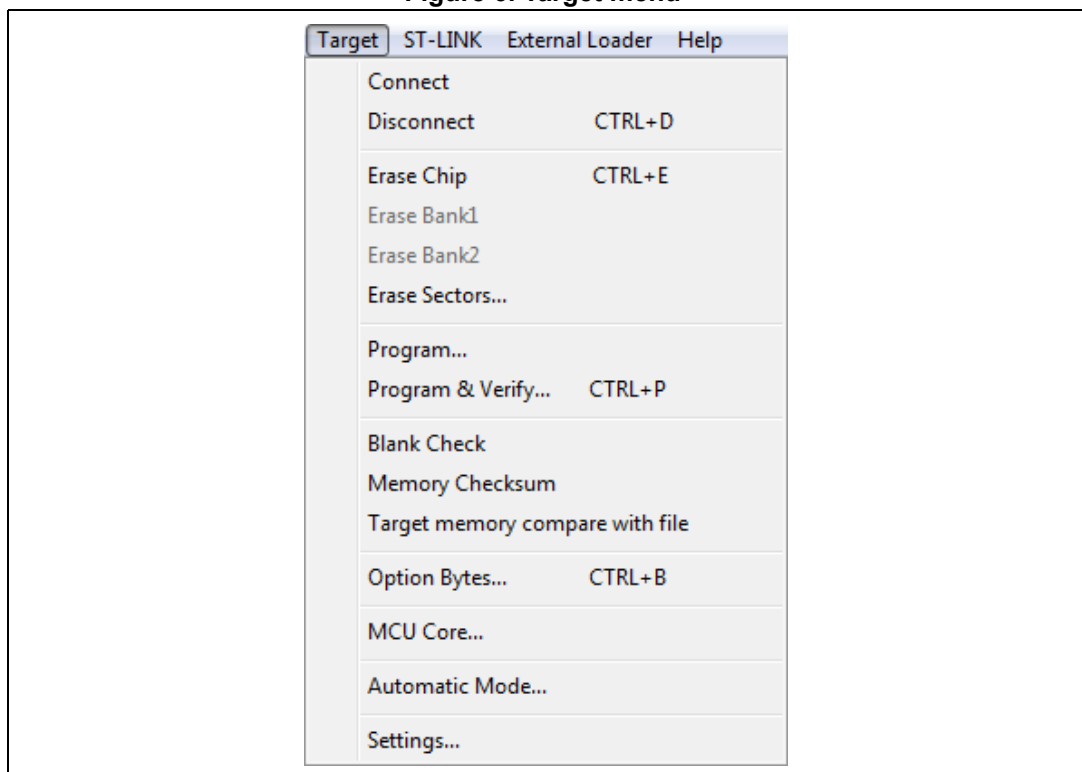 Target ST-LINK External Loader Help
Connect
Disconnect CTRL+D
Erase Chip CTRL+E
Erase Bank1
Erase Bank2
Erase Sectors...
Program...
Program & Verify... CTRL+P
Blank Check
Memory Checksum
Target memory compare with file
Option Bytes... CTRL+B
MCU Core...
Automatic Mode...
Settings...